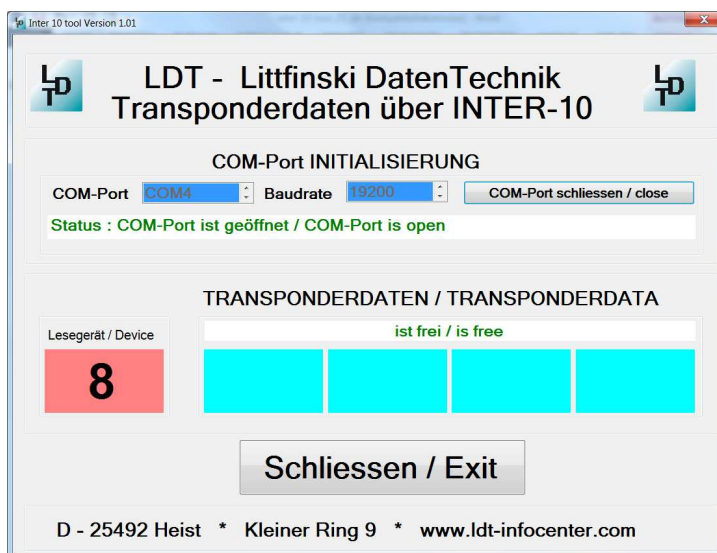 Inter 10 tool Version 1.01
LDT
LDT - Littfinski DatenTechnik
Transponderdaten über INTER-10
LDT
COM-Port INITIALISIERUNG
COM-Port COM4 Baudrate 19200 COM-Port schliessen / close
Status : COM-Port ist geöffnet / COM-Port is open
TRANSPONDERDATEN / TRANSPONDERDATA
Lesegerät / Device ist frei / is free
8
Schliessen / Exit
D - 25492 Heist * Kleiner Ring 9 * www.ldt-infocenter.com